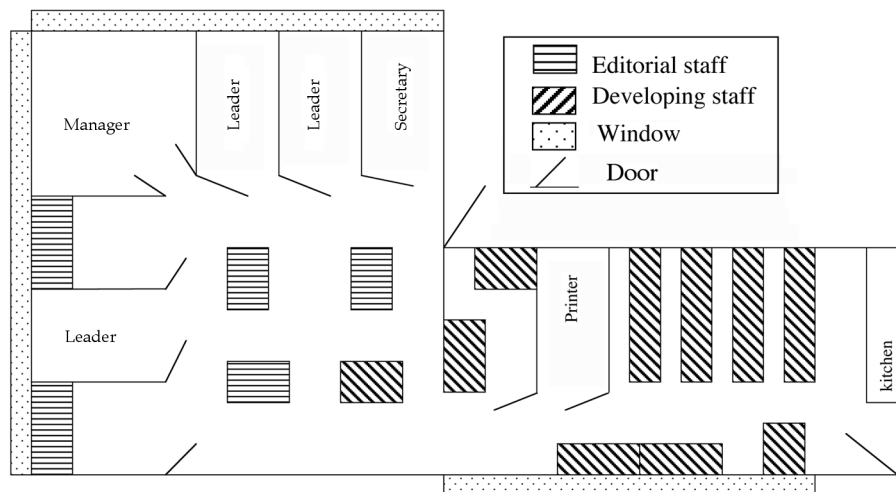 Manager
Leader
Leader
Secretary
Editorial staff
Developing staff
Window
Door
Leader
Printer
kitchen